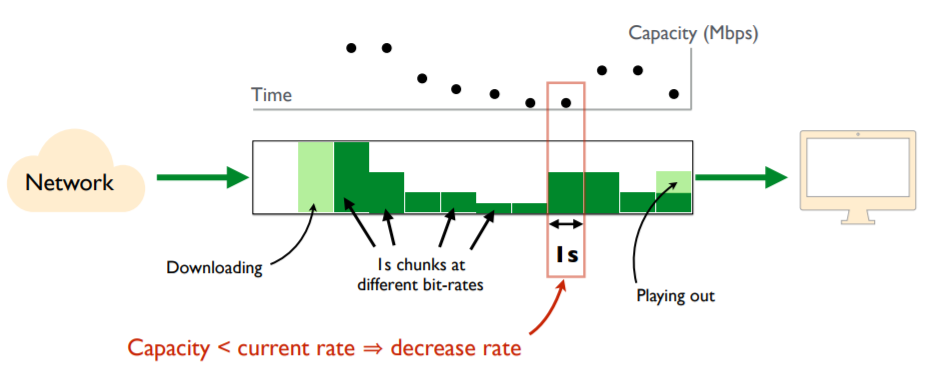 Capacity (Mbps)
Time
Network
1s
Downloading
1s chunks at
different bit-rates
Playing out
Capacity < current rate ⇒ decrease rate